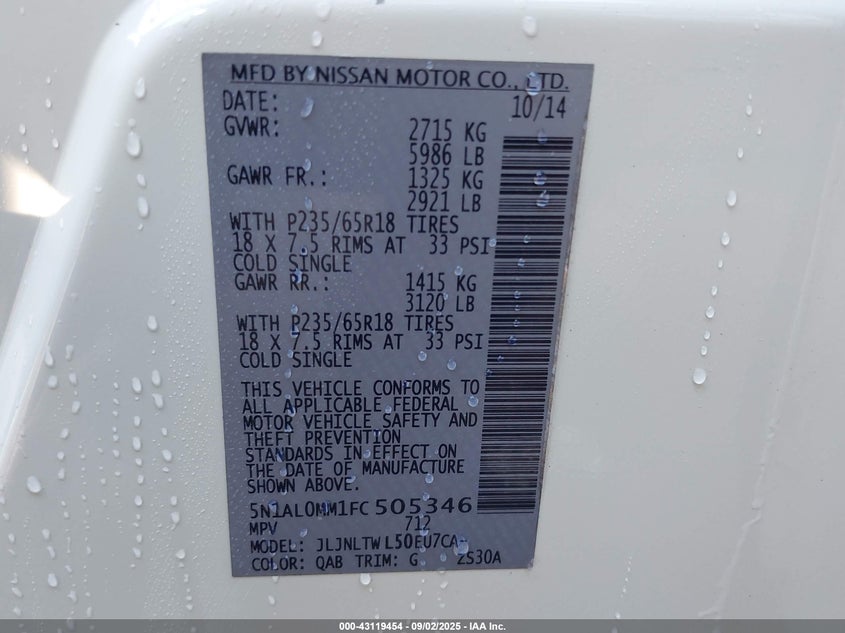 MFD BY NISSAN MOTOR CO., LTD.
DATE: 10/14
GVWR: 2715 KG
5986 LB
GAWR FR.: 1325 KG
2921 LB
WITH P235/65R18 TIRES
18 X 7.5 RIMS AT 33 PSI
COLD SINGLE
GAWR RR.: 1415 KG
3120 LB
WITH P235/65R18 TIRES
18 X 7.5 RIMS AT 33 PSI
COLD SINGLE
THIS VEHICLE CONFORMS TO
ALL APPLICABLE FEDERAL
MOTOR VEHICLE SAFETY AND
THEFT PREVENTION
STANDARDS IN EFFECT ON
THE DATE OF MANUFACTURE
SHOWN ABOVE.
5N1AL0MM1FC505346
MPV 712
MODEL: JLJNLTWL50EU7CA-
COLOR: QAB TRIM: G ZS30A
000-43119454 - 09/02/2025 - IAA Inc.